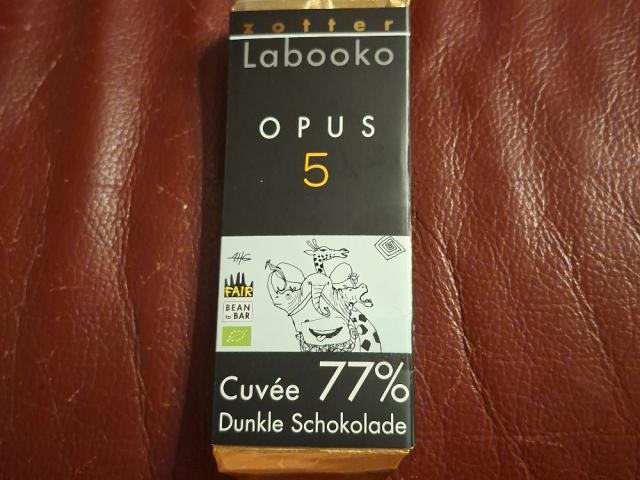 zotter
Labooko
OPUS
5
FAIR
BEAN
to BAR
Cuvée 77%
Dunkle Schokolade